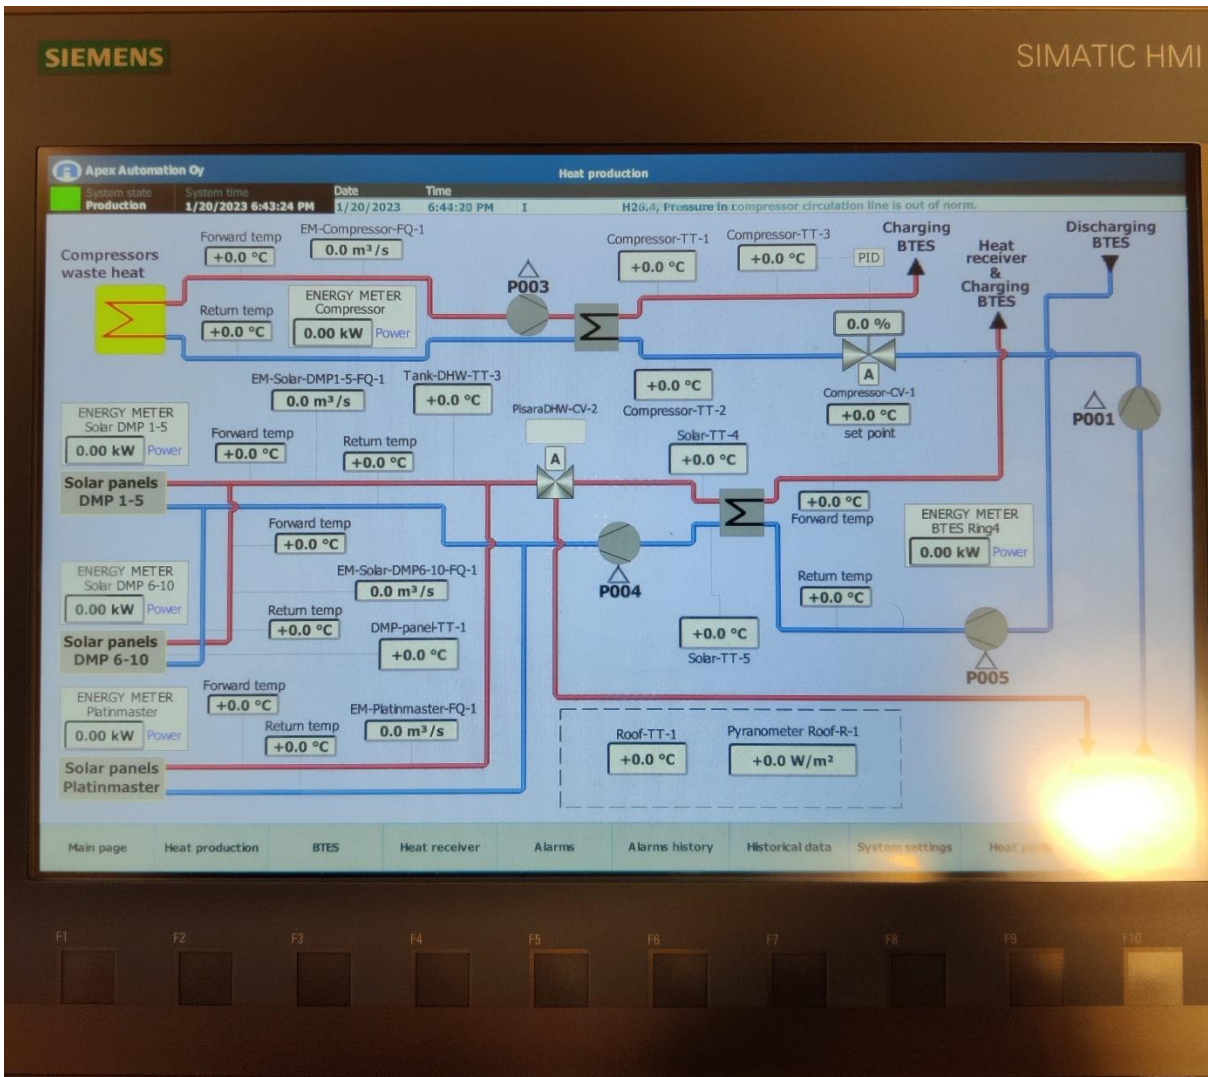 SIEMENS
SIMATIC HMI
Apex Automation Oy
Heat production
System state
Production
System time
1/20/2023 6:43:24 PM
Date
1/20/2023
Time
6:44:20 PM
I
H26.4, Pressure in compressor circulation line is out of norm.
Compressors
waste heat
Forward temp
+0.0 °C
EM-Compressor-FQ-1
0.0 m³/s
Return temp
+0.0 °C
ENERGY METER
Compressor
0.00 kW Power
P003
Compressor-TT-1
+0.0 °C
Compressor-TT-3
+0.0 °C
PID
Charging
BTES
Heat
receiver
&
Charging
BTES
Discharging
BTES
0.0 %
A
Compressor-CV-1
+0.0 °C
set point
+0.0 °C
Compressor-TT-2
P001
EM-Solar-DMP1-5-FQ-1
0.0 m³/s
Tank-DHW-TT-3
+0.0 °C
PisaraDHW-CV-2
A
ENERGY METER
Solar DMP 1-5
0.00 kW Power
Forward temp
+0.0 °C
Return temp
+0.0 °C
Solar-TT-4
+0.0 °C
Solar panels
DMP 1-5
Forward temp
+0.0 °C
+0.0 °C
Forward temp
ENERGY METER
BTES Ring4
0.00 kW Power
ENERGY METER
Solar DMP 6-10
0.00 kW Power
EM-Solar-DMP6-10-FQ-1
0.0 m³/s
P004
Return temp
+0.0 °C
Return temp
+0.0 °C
DMP-panel-TT-1
+0.0 °C
+0.0 °C
Solar-TT-5
P005
Solar panels
DMP 6-10
ENERGY METER
Platinmaster
0.00 kW Power
Forward temp
+0.0 °C
Return temp
+0.0 °C
EM-Platinmaster-FQ-1
0.0 m³/s
Roof-TT-1
+0.0 °C
Pyranometer Roof-R-1
+0.0 W/m²
Solar panels
Platinmaster
Main page
Heat production
BTES
Heat receiver
Alarms
Alarms history
Historical data
System settings
Heat
F1
F2
F3
F4
F5
F6
F7
F8
F9
F10